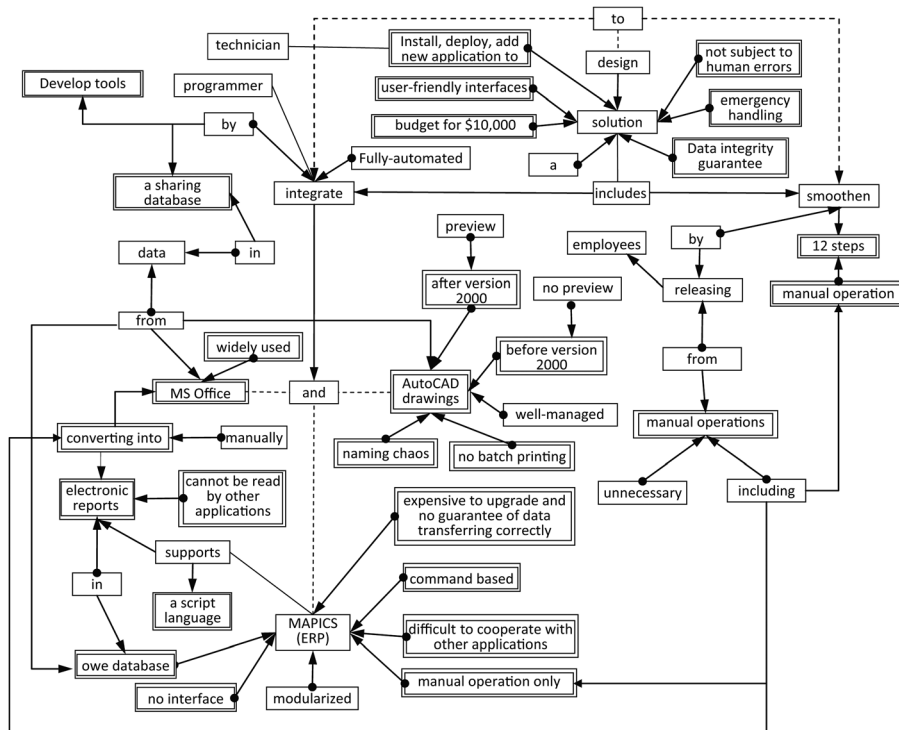 to
technician
Install, deploy, add
new application to
design
not subject to
human errors
Develop tools
programmer
user-friendly interfaces
emergency
handling
by
budget for $10,000
solution
Fully-automated
a
Data integrity
guarantee
a sharing
database
integrate
includes
smoothen
preview
employees
by
data
in
12 steps
after version
2000
no preview
releasing
manual operation
from
widely used
before version
2000
from
MS Office
and
AutoCAD
drawings
well-managed
manual operations
converting into
manually
naming chaos
no batch printing
electronic
reports
cannot be read
by other
applications
expensive to upgrade and
no guarantee of data
transferring correctly
unnecessary
including
supports
in
a script
language
command based
MAPICS
(ERP)
difficult to cooperate with
other applications
owe database
no interface
modularized
manual operation only